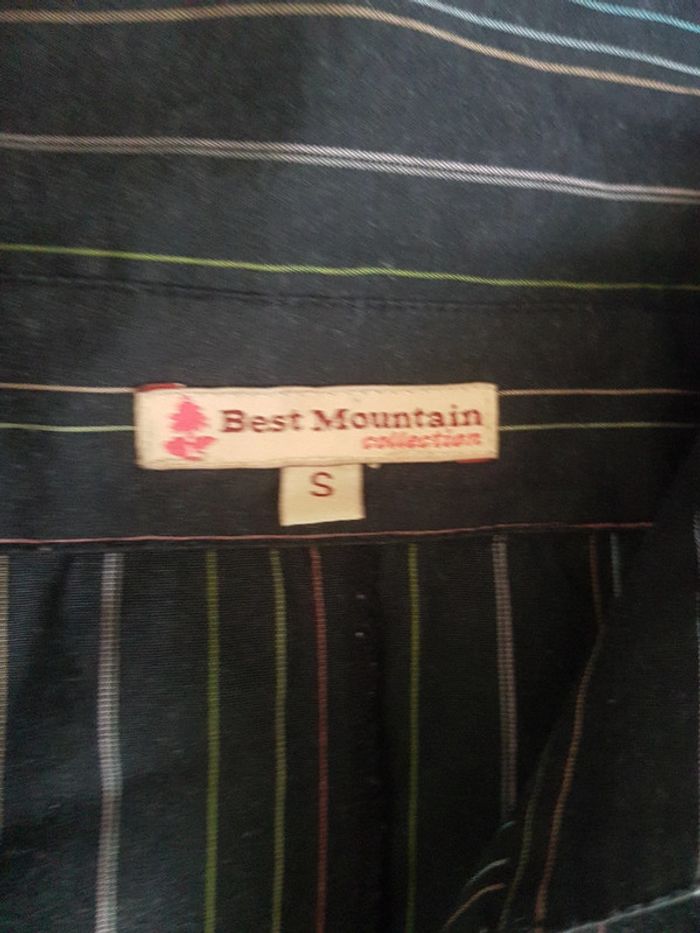 Best Mountain
collection
S